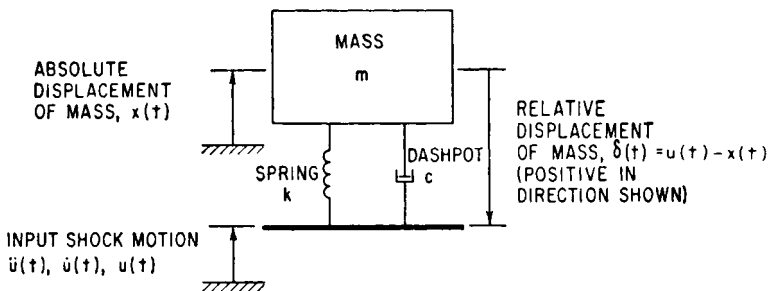 MASS
m
ABSOLUTE
DISPLACEMENT
OF MASS, x(t)
RELATIVE
DISPLACEMENT
OF MASS, δ(t) = u(t) - x(t)
(POSITIVE IN
DIRECTION SHOWN)
SPRING
k
DASHPOT
c
INPUT SHOCK MOTION
ü(t), u̇(t), u(t)